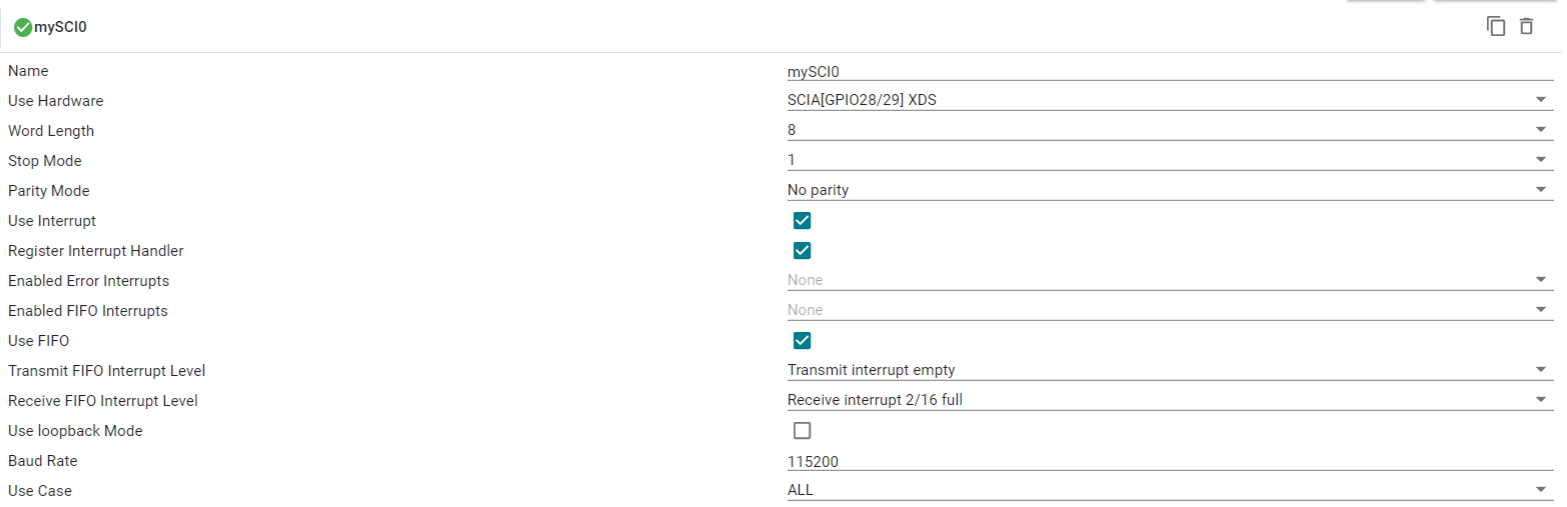 mySCI0
Name mySCI0
Use Hardware SCIA[GPIO28/29] XDS
Word Length 8
Stop Mode 1
Parity Mode No parity
Use Interrupt
Register Interrupt Handler
Enabled Error Interrupts None
Enabled FIFO Interrupts None
Use FIFO
Transmit FIFO Interrupt Level Transmit interrupt empty
Receive FIFO Interrupt Level Receive interrupt 2/16 full
Use loopback Mode
Baud Rate 115200
Use Case ALL